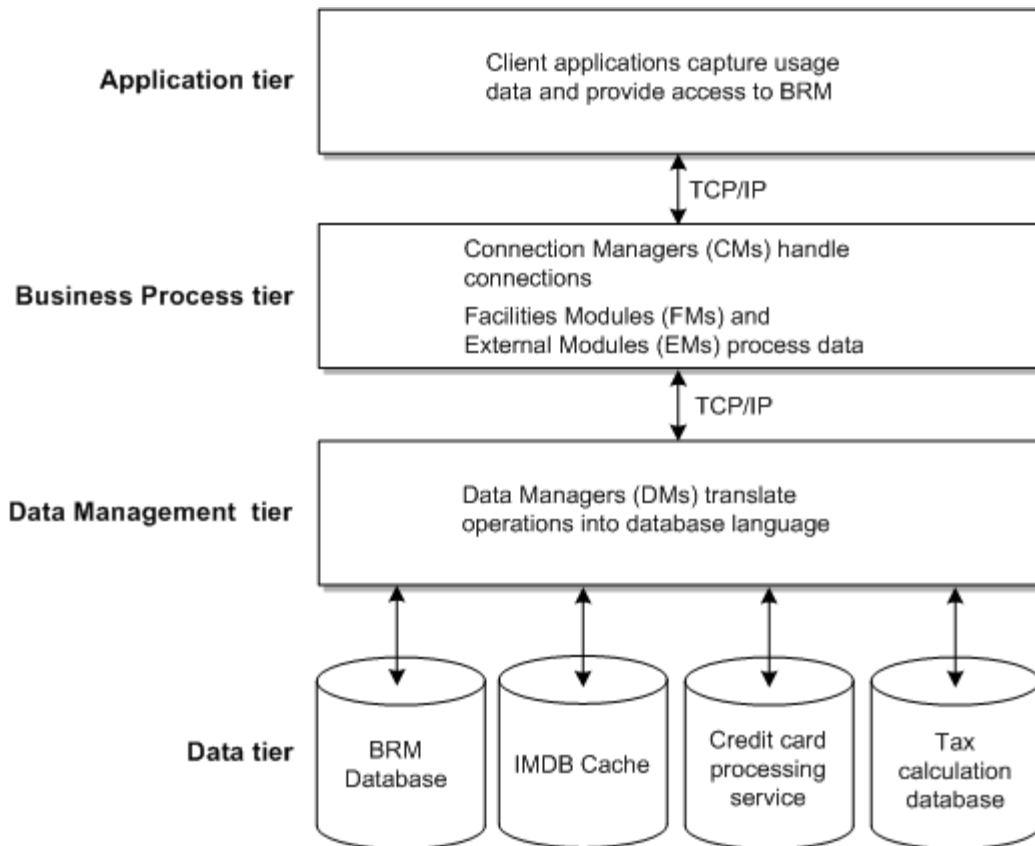 Application tier
Client applications capture usage
data and provide access to BRM
TCP/IP
Business Process tier
Connection Managers (CMs) handle
connections
Facilities Modules (FMs) and
External Modules (EMs) process data
TCP/IP
Data Management tier
Data Managers (DMs) translate
operations into database language
Data tier
BRM
Database
IMDB Cache
Credit card
processing
service
Tax
calculation
database